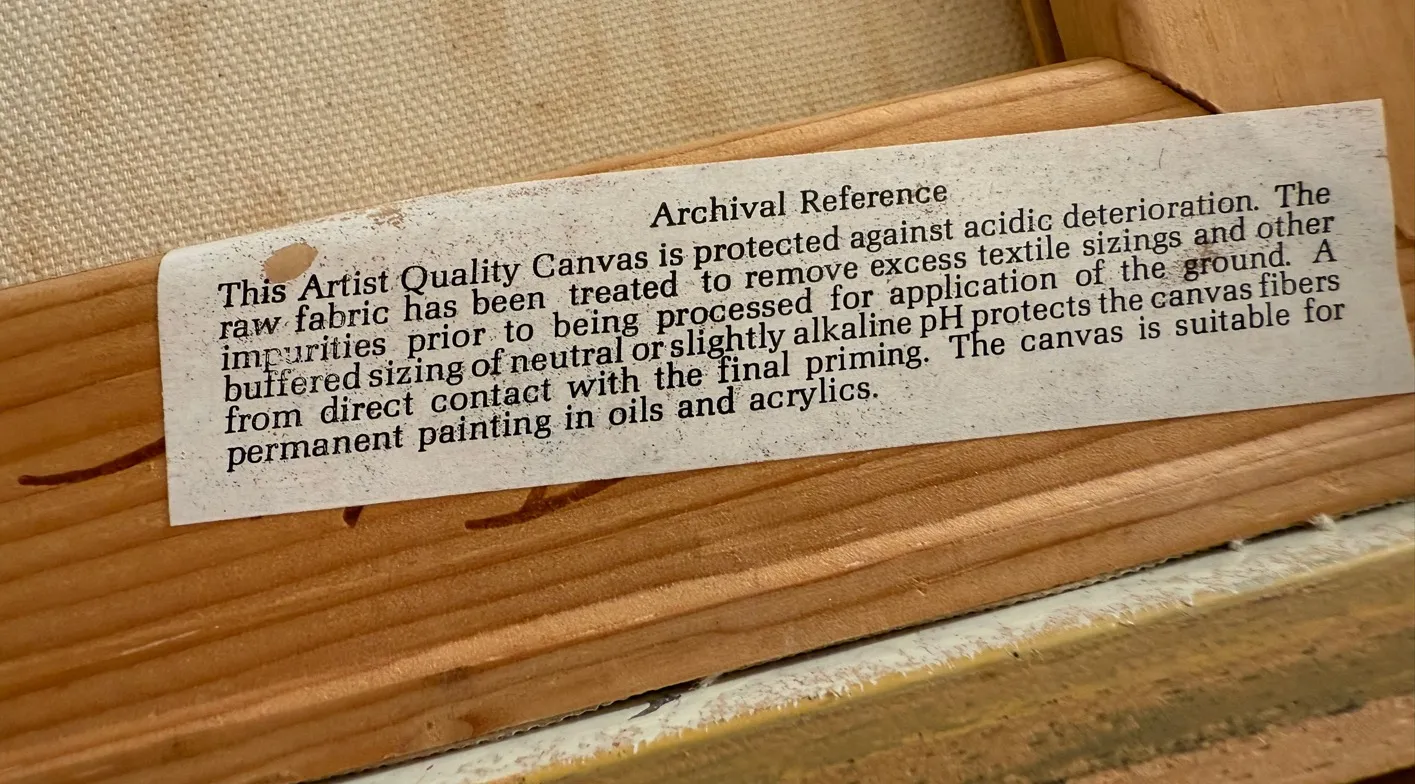 Archival Reference
This Artist Quality Canvas is protected against acidic deterioration. The
raw fabric has been treated to remove excess textile sizings and other
impurities prior to being processed for application of the ground. A
buffered sizing of neutral or slightly alkaline pH protects the canvas fibers
from direct contact with the final priming. The canvas is suitable for
permanent painting in oils and acrylics.